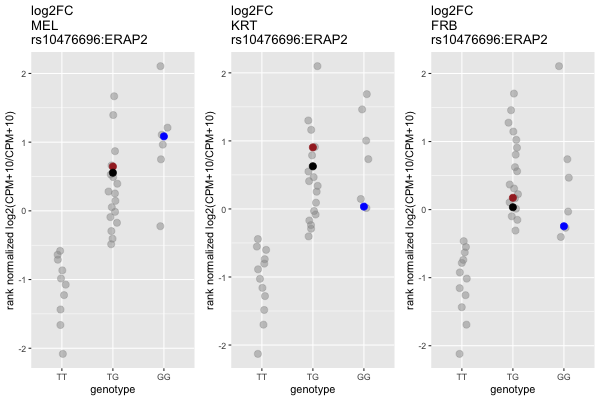 log2FC
MEL
rs10476696:ERAP2
rank normalized log2(CPM+10/CPM+10)
2
1
0
-1
-2
TT
TG
GG
genotype
log2FC
KRT
rs10476696:ERAP2
rank normalized log2(CPM+10/CPM+10)
2
1
0
-1
-2
TT
TG
GG
genotype
log2FC
FRB
rs10476696:ERAP2
rank normalized log2(CPM+10/CPM+10)
2
1
0
-1
-2
TT
TG
GG
genotype